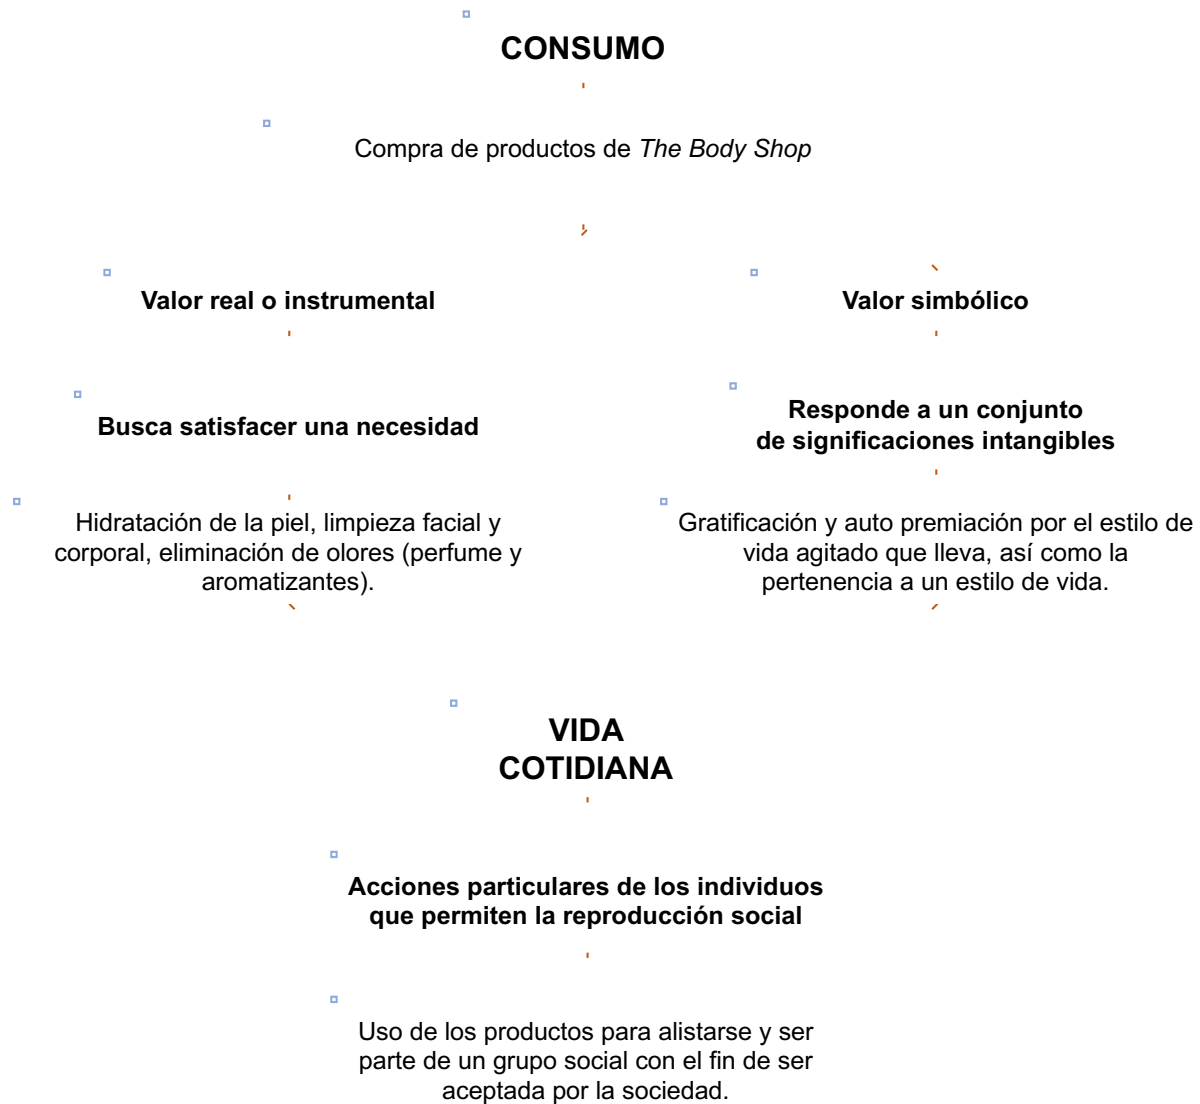 CONSUMO
Compra de productos de The Body Shop
Valor real o instrumental
Valor simbólico
Busca satisfacer una necesidad
Responde a un conjunto
de significaciones intangibles
Hidratación de la piel, limpieza facial y
corporal, eliminación de olores (perfume y
aromatizantes).
Gratificación y auto premiación por el estilo de
vida agitado que lleva, así como la
pertenencia a un estilo de vida.
VIDA
COTIDIANA
Acciones particulares de los individuos
que permiten la reproducción social
Uso de los productos para alistarse y ser
parte de un grupo social con el fin de ser
aceptada por la sociedad.